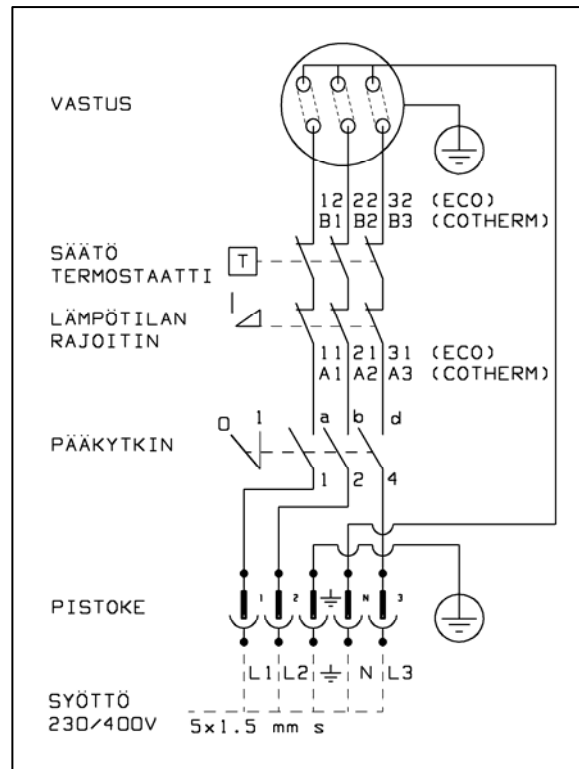 VASTUS
12 22 32 (ECO)
B1 B2 B3 (COTHERM)
SÄÄTÖ
TERMOSTAATTI
T
LÄMPÖTILAN
RAJOITIN
11 21 31 (ECO)
A1 A2 A3 (COTHERM)
0 1 a b d
PÄÄKYTKIN
1 2 4
PISTOKE
1 2 N 3
L1 L2 N L3
SYÖTTÖ
230/400V 5x1.5 mm s